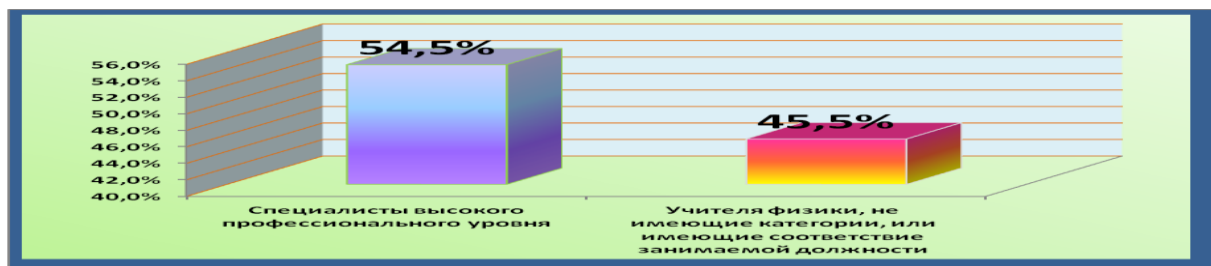 54,5%
45,5%
56,0%
54,0%
52,0%
50,0%
48,0%
46,0%
44,0%
42,0%
40,0%
Специалисты высокого
профессионального уровня
Учителя физики, не
имеющие категории, или
имеющие соответствие
занимаемой должности